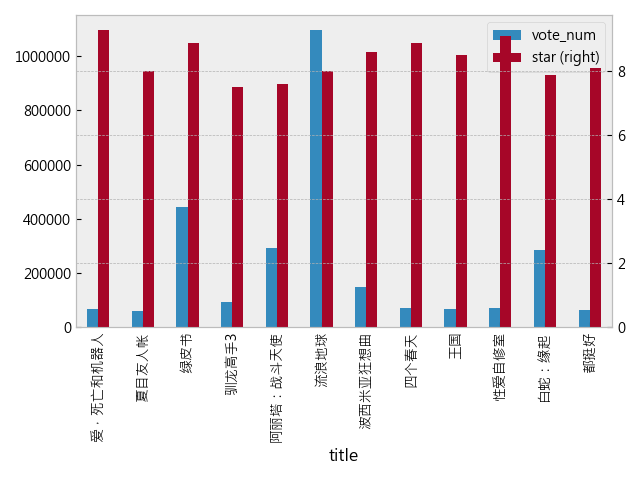 vote_num
star (right)
1000000
800000
600000
400000
200000
0
8
6
4
2
0
爱·死亡和机器人
夏目友人帐
绿皮书
驯龙高手3
阿丽塔：战斗天使
流浪地球
波西米亚狂想曲
四个春天
王国
性爱自修室
白蛇：缘起
都挺好
title